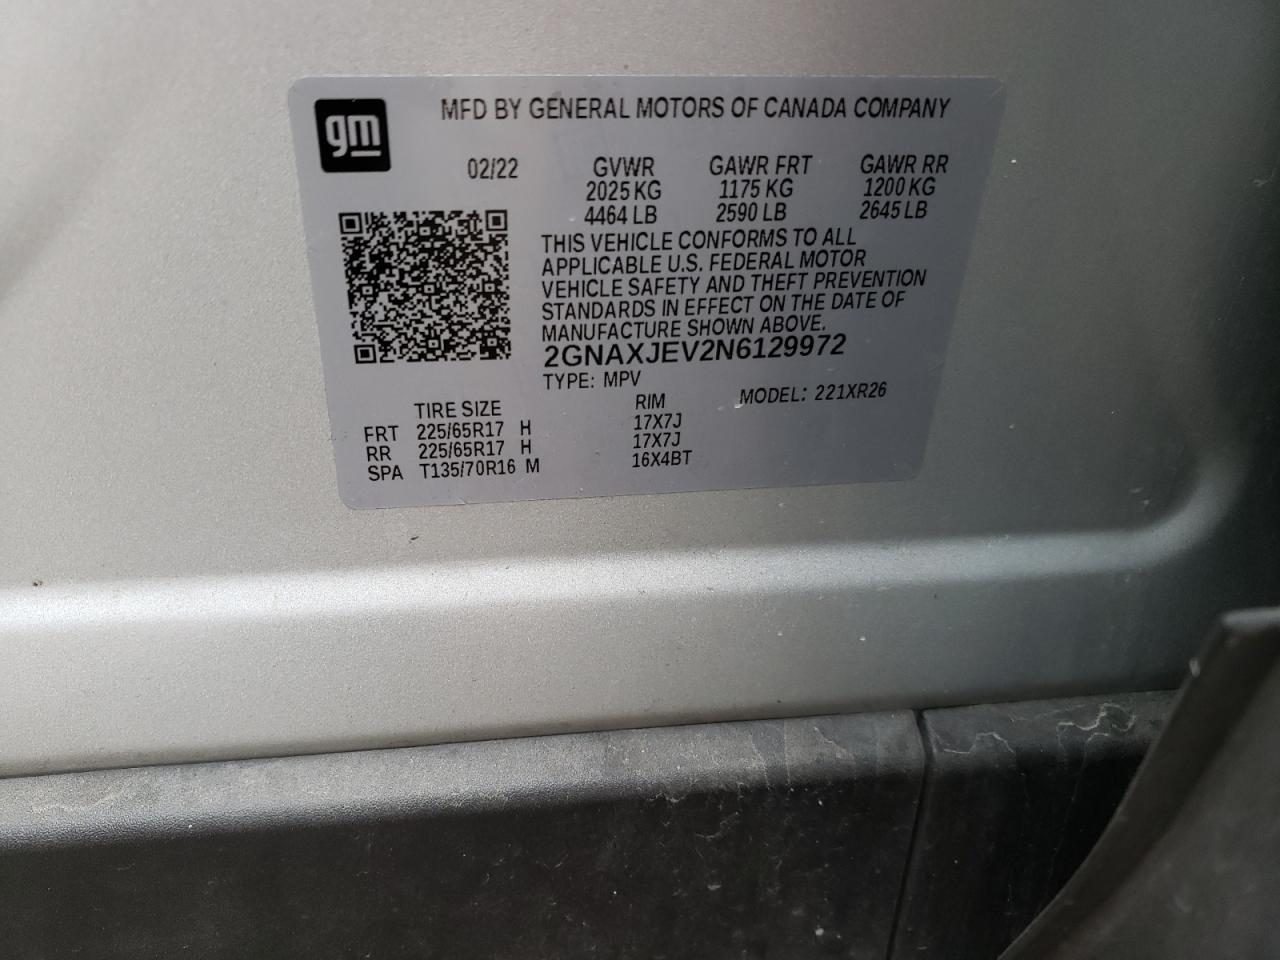 gm
MFD BY GENERAL MOTORS OF CANADA COMPANY
02/22 GVWR GAWR FRT GAWR RR
2025 KG 1175 KG 1200 KG
4464 LB 2590 LB 2645 LB
THIS VEHICLE CONFORMS TO ALL
APPLICABLE U.S. FEDERAL MOTOR
VEHICLE SAFETY AND THEFT PREVENTION
STANDARDS IN EFFECT ON THE DATE OF
MANUFACTURE SHOWN ABOVE.
2GNAXJEV2N6129972
TYPE: MPV MODEL: 221XR26
TIRE SIZE RIM
FRT 225/65R17 H 17X7J
RR 225/65R17 H 17X7J
SPA T135/70R16 M 16X4BT